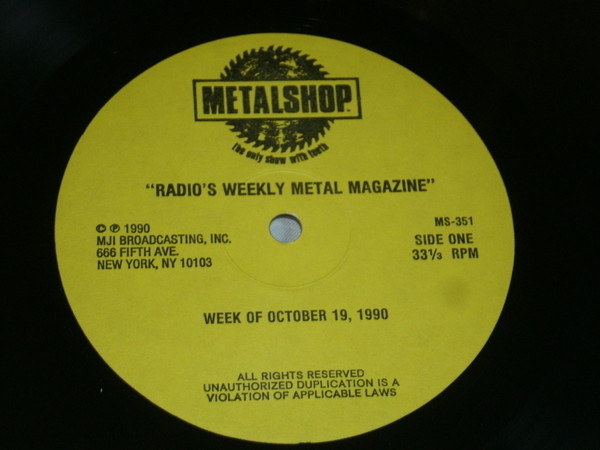 METALSHOP
the only show with teeth
"RADIO'S WEEKLY METAL MAGAZINE"
© ℗ 1990
MJI BROADCASTING, INC.
666 FIFTH AVE.
NEW YORK, NY 10103
MS-351
SIDE ONE
33⅓ RPM
WEEK OF OCTOBER 19, 1990
ALL RIGHTS RESERVED
UNAUTHORIZED DUPLICATION IS A
VIOLATION OF APPLICABLE LAWS